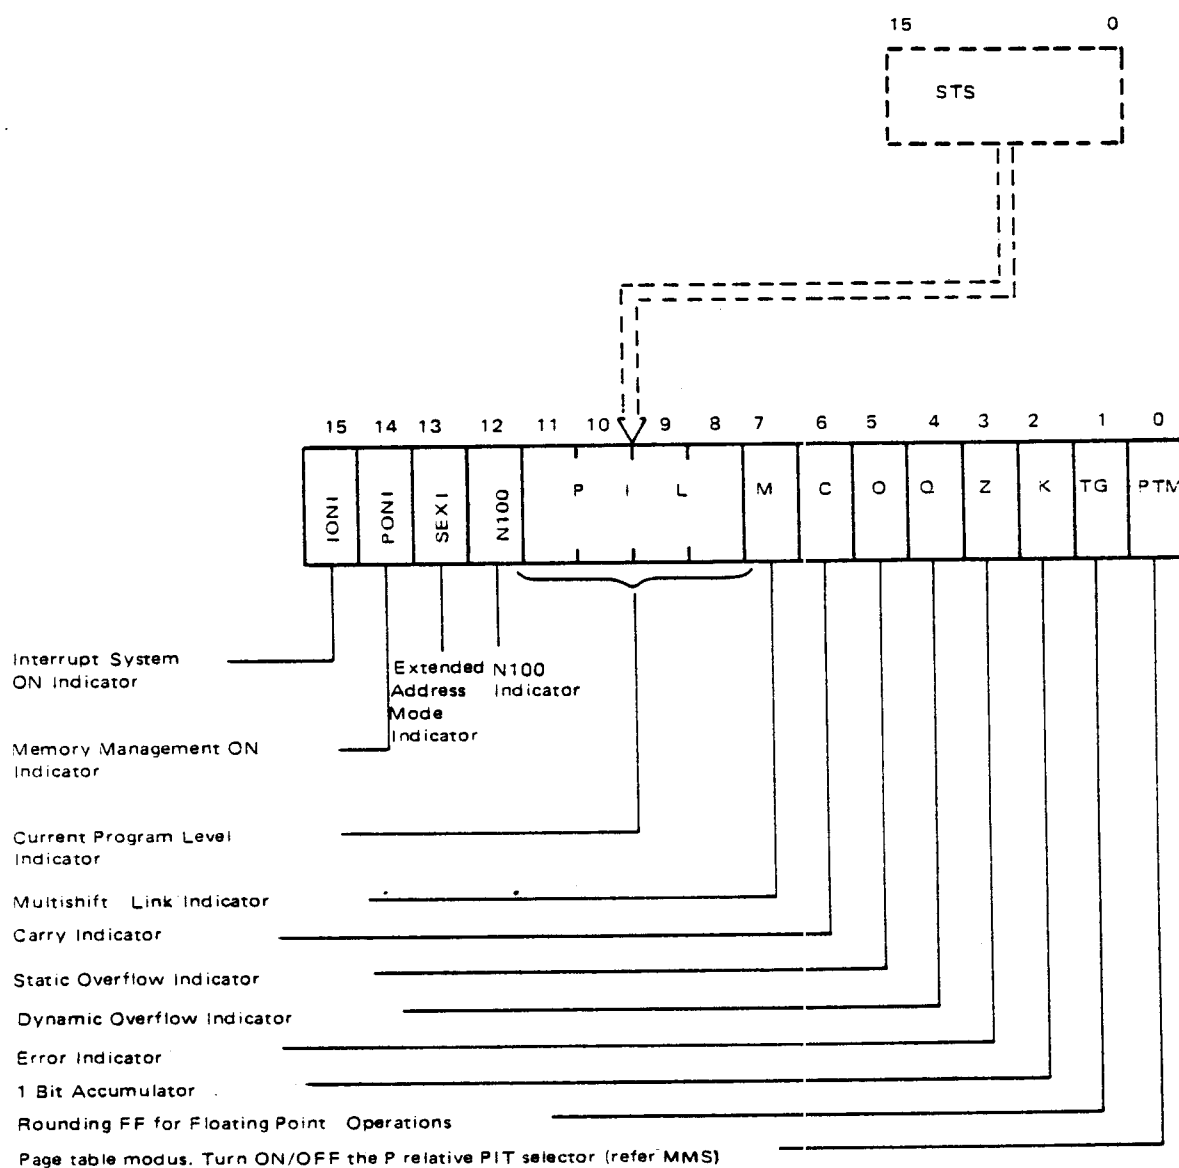 15 0
STS
15 14 13 12 11 10 9 8 7 6 5 4 3 2 1 0
IONI PONI SEXI N100 P I L M C O Q Z K TG PTM
Interrupt System
ON Indicator
Extended
Address
Mode
Indicator
N100
Indicator
Memory Management ON
Indicator
Current Program Level
Indicator
Multishift Link Indicator
Carry Indicator
Static Overflow Indicator
Dynamic Overflow Indicator
Error Indicator
1 Bit Accumulator
Rounding FF for Floating Point Operations
Page table modus. Turn ON/OFF the P relative PIT selector (refer MMS)